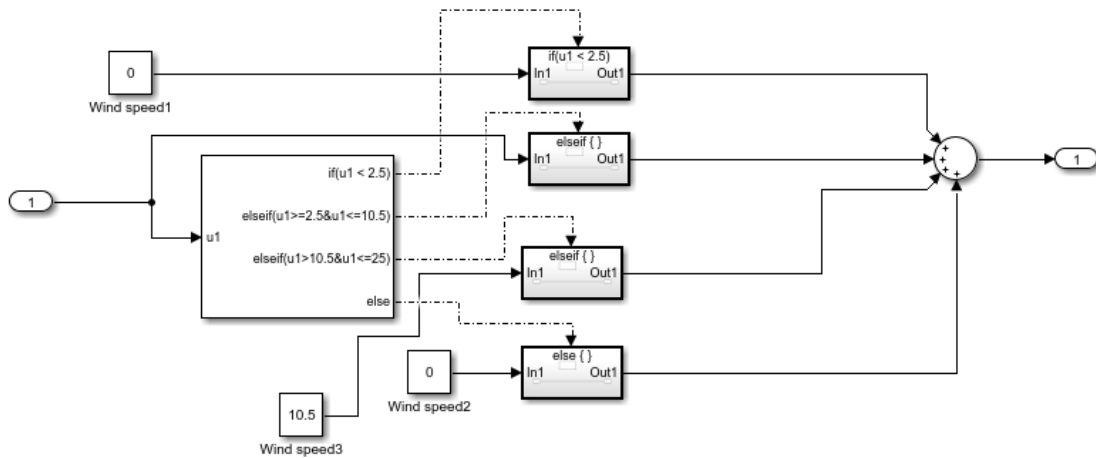 if(u1 < 2.5)
0
In1
Out1
Wind speed1
elseif { }
In1
Out1
+
+
+
+
1
if(u1 < 2.5)
1
elseif(u1>=2.5&u1<=10.5)
u1
elseif(u1>10.5&u1<=25)
elseif { }
In1
Out1
else
else { }
0
In1
Out1
Wind speed2
10.5
Wind speed3